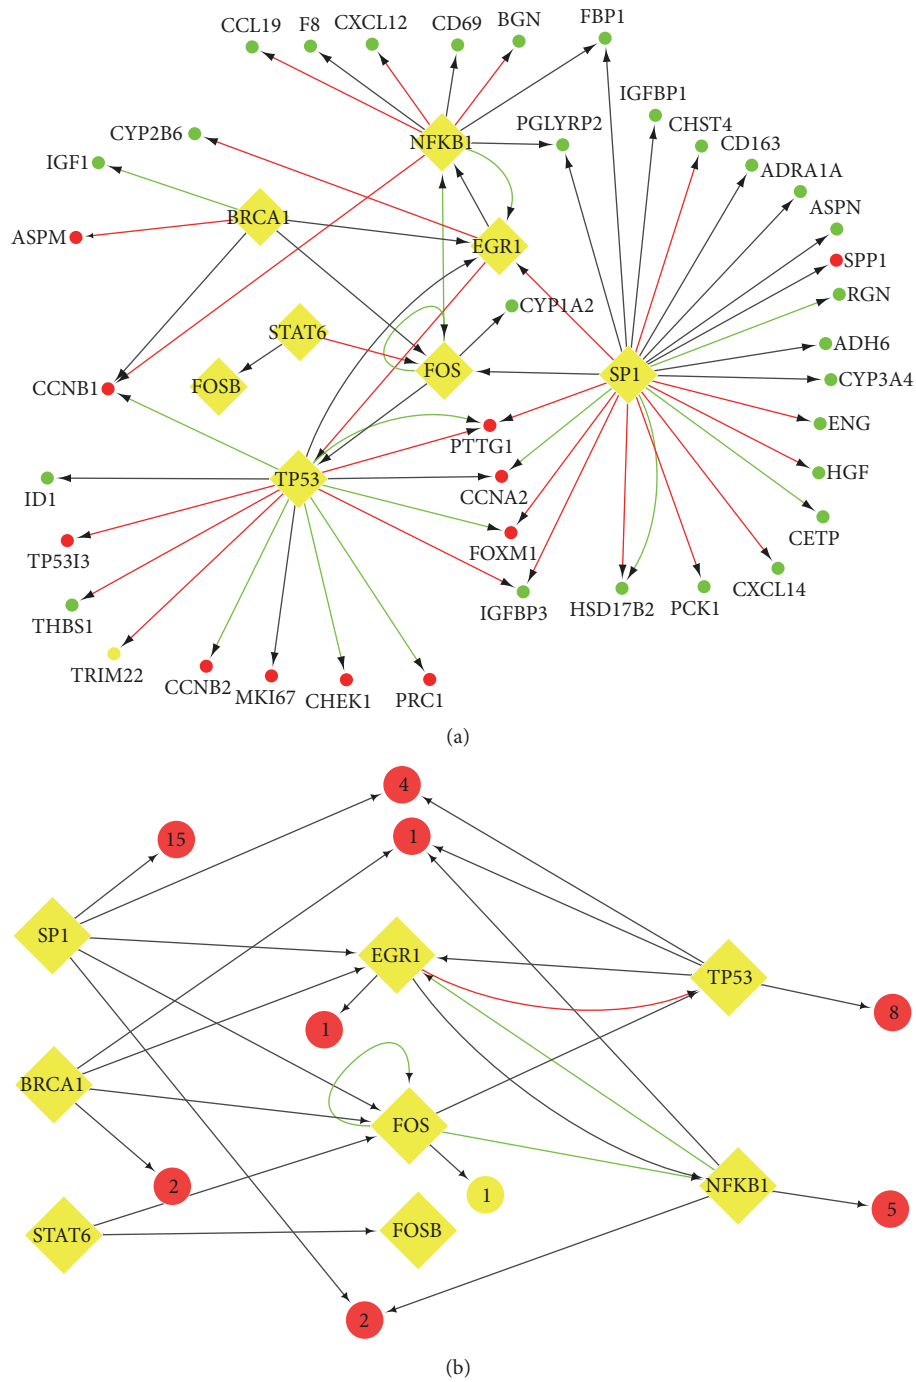 CCL19
F8
CXCL12
CD69
BGN
FBP1
IGFBP1
CHST4
CD163
ADRA1A
ASPN
SPP1
RGN
ADH6
CYP3A4
ENG
HGF
CETP
CXCL14
PCK1
HSD17B2
IGFBP3
FOXM1
CCNA2
PTTG1
CYP1A2
PGLYRP2
NFKB1
CYP2B6
IGF1
BRCA1
ASPM
EGR1
STAT6
FOSB
FOS
SP1
CCNB1
TP53
ID1
TP53I3
THBS1
TRIM22
CCNB2
MKI67
CHEK1
PRC1
(a)
4
15
1
SP1
EGR1
TP53
1
8
BRCA1
FOS
2
1
NFKB1
5
STAT6
FOSB
2
(b)